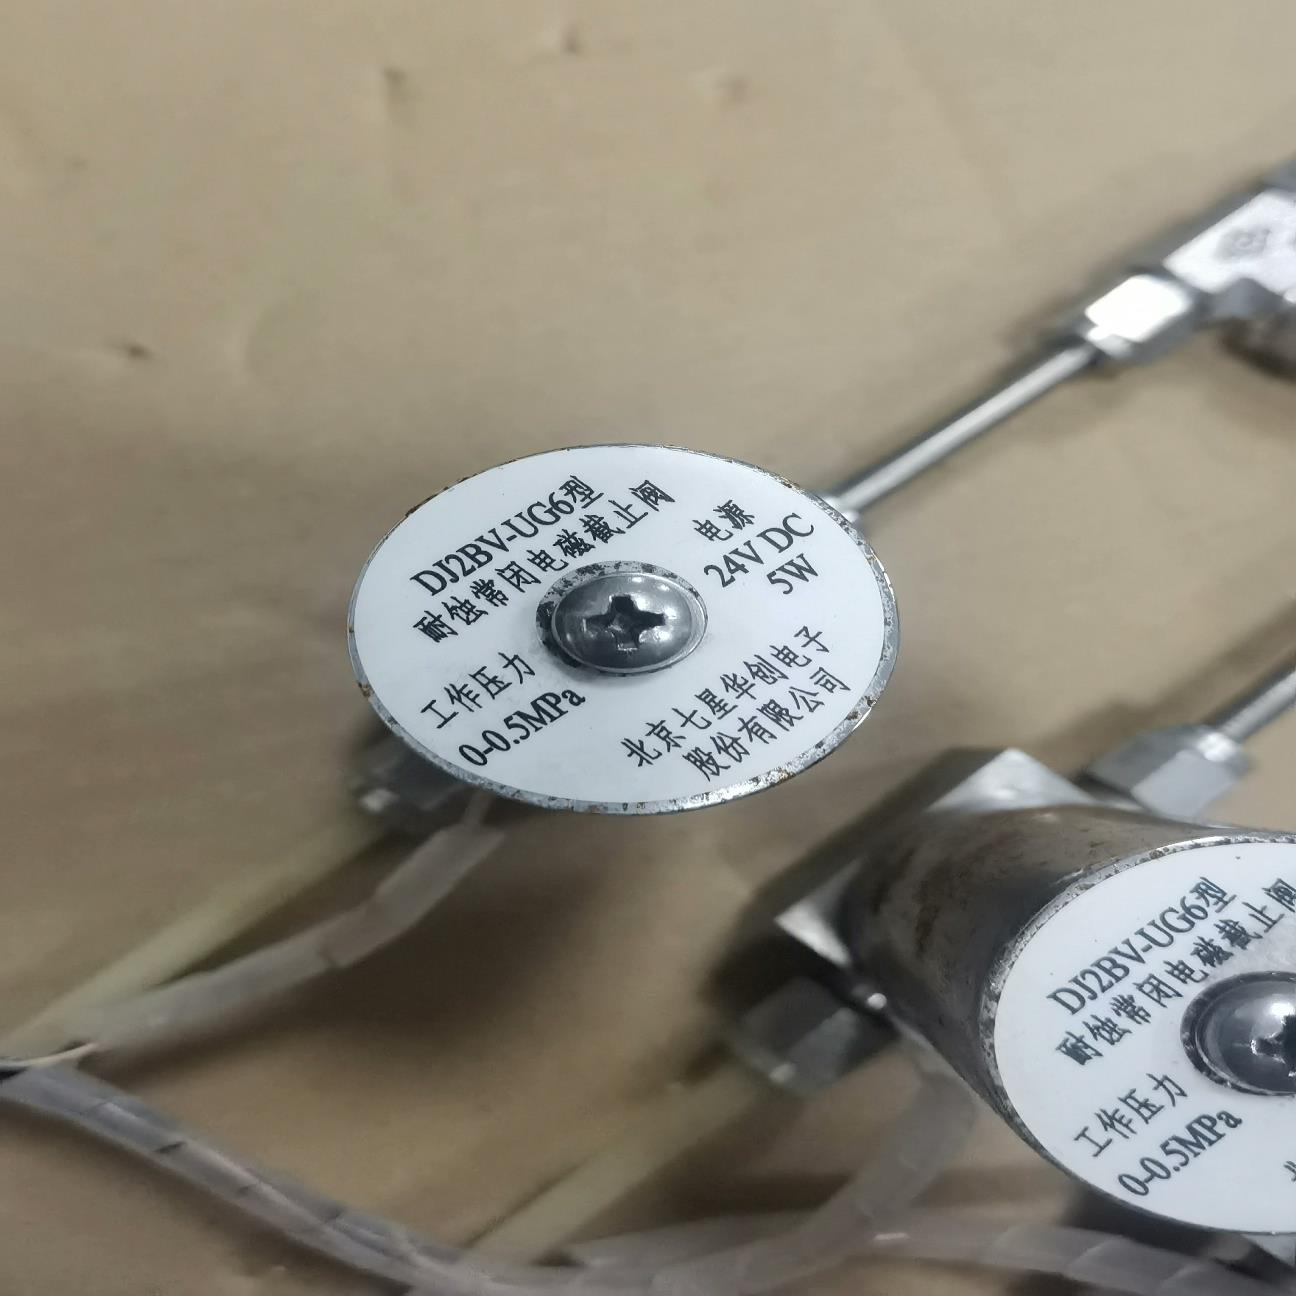 DJ2BV-UG6型
耐蚀常闭电磁截止阀
电源
24V DC
5W
工作压力
0-0.5MPa
北京七星华创电子
股份有限公司
DJ2BV-UG6型
耐蚀常闭电磁截止阀
工作压力
0-0.5MPa